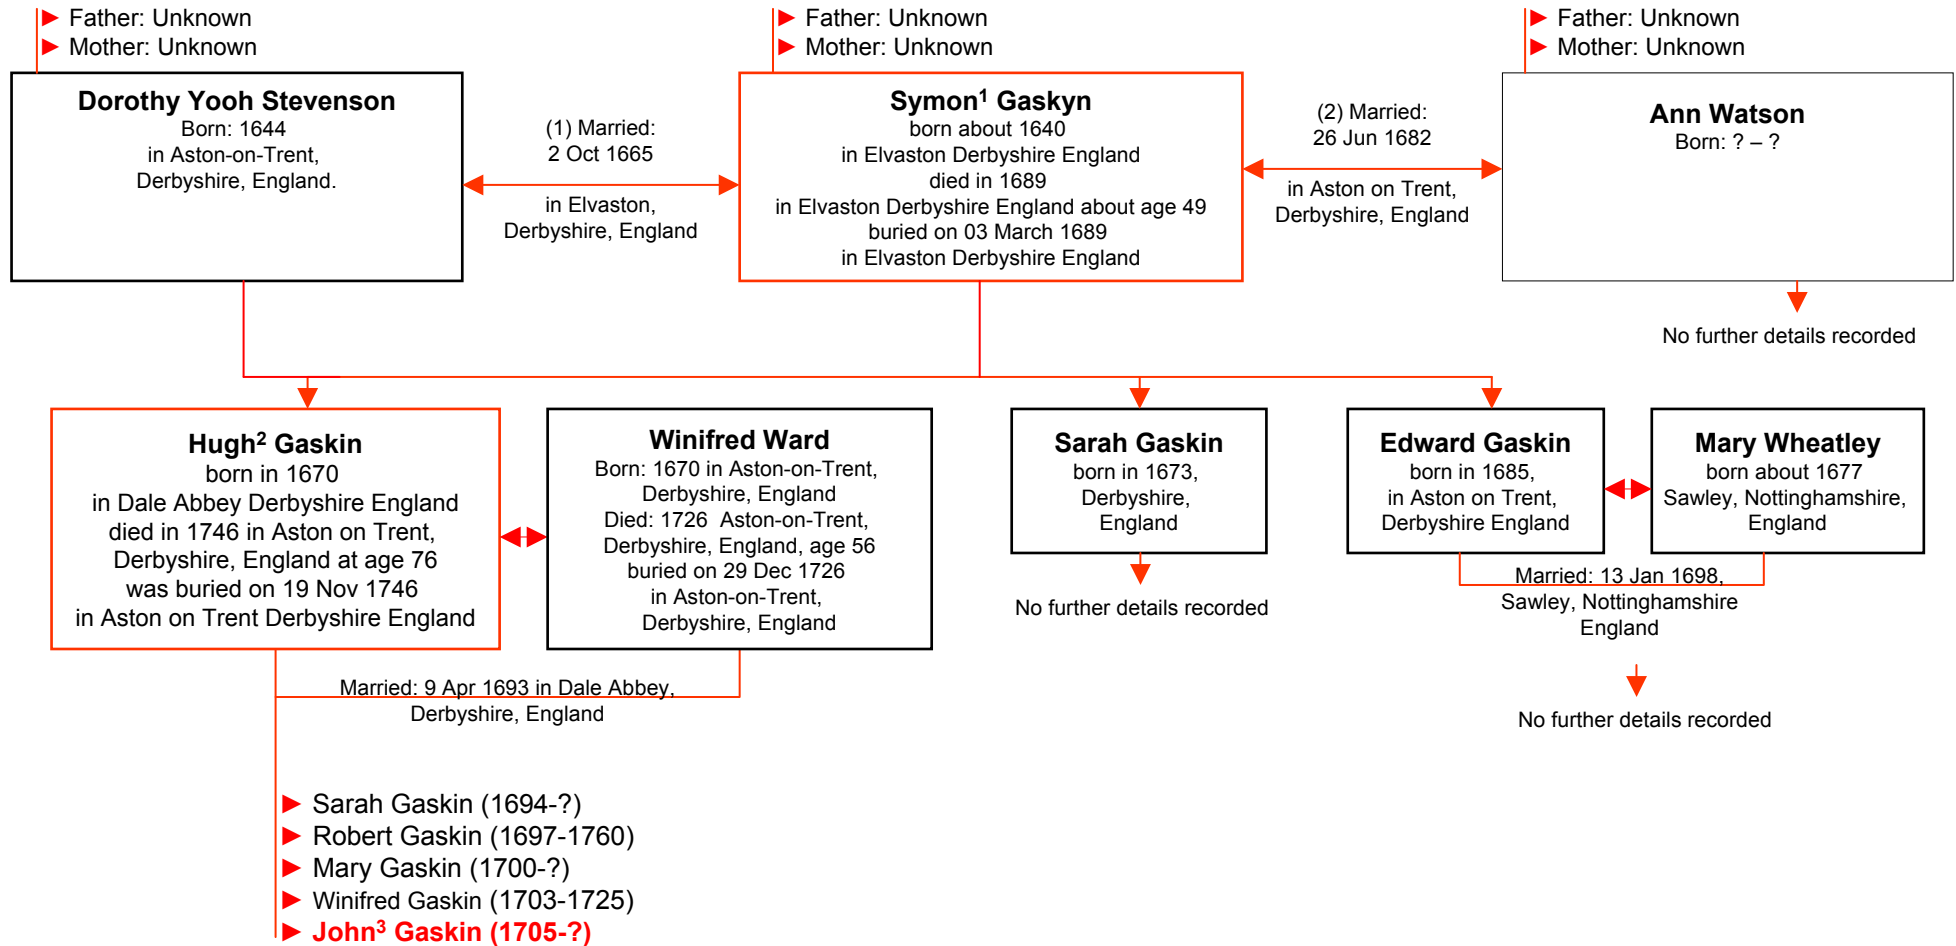 ► Father: Unknown
► Mother: Unknown
► Father: Unknown
► Mother: Unknown
► Father: Unknown
► Mother: Unknown
Dorothy Yooh Stevenson
Born: 1644
in Aston-on-Trent,
Derbyshire, England.
(1) Married:
2 Oct 1665
in Elvaston,
Derbyshire, England
Symon¹ Gaskyn
born about 1640
in Elvaston Derbyshire England
died in 1689
in Elvaston Derbyshire England about age 49
buried on 03 March 1689
in Elvaston Derbyshire England
(2) Married:
26 Jun 1682
in Aston on Trent,
Derbyshire, England
Ann Watson
Born: ? – ?
No further details recorded
Hugh² Gaskin
born in 1670
in Dale Abbey Derbyshire England
died in 1746 in Aston on Trent,
Derbyshire, England at age 76
was buried on 19 Nov 1746
in Aston on Trent Derbyshire England
Winifred Ward
Born: 1670 in Aston-on-Trent,
Derbyshire, England
Died: 1726 Aston-on-Trent,
Derbyshire, England, age 56
buried on 29 Dec 1726
in Aston-on-Trent,
Derbyshire, England
Sarah Gaskin
born in 1673,
Derbyshire,
England
No further details recorded
Edward Gaskin
born in 1685,
in Aston on Trent,
Derbyshire England
Mary Wheatley
born about 1677
Sawley, Nottinghamshire,
England
Married: 13 Jan 1698,
Sawley, Nottinghamshire
England
No further details recorded
Married: 9 Apr 1693 in Dale Abbey,
Derbyshire, England
► Sarah Gaskin (1694-?)
► Robert Gaskin (1697-1760)
► Mary Gaskin (1700-?)
► Winifred Gaskin (1703-1725)
► John³ Gaskin (1705-?)